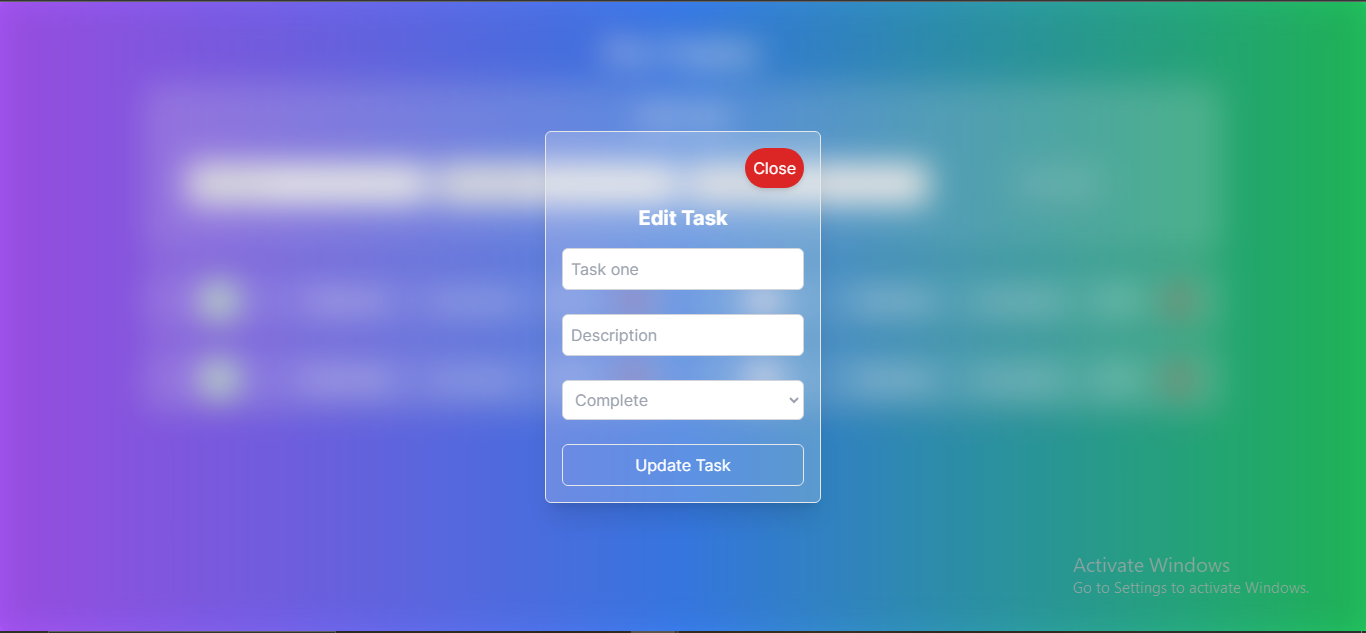 Close
Edit Task
Task one
Description
Complete
Update Task
Activate Windows
Go to Settings to activate Windows.